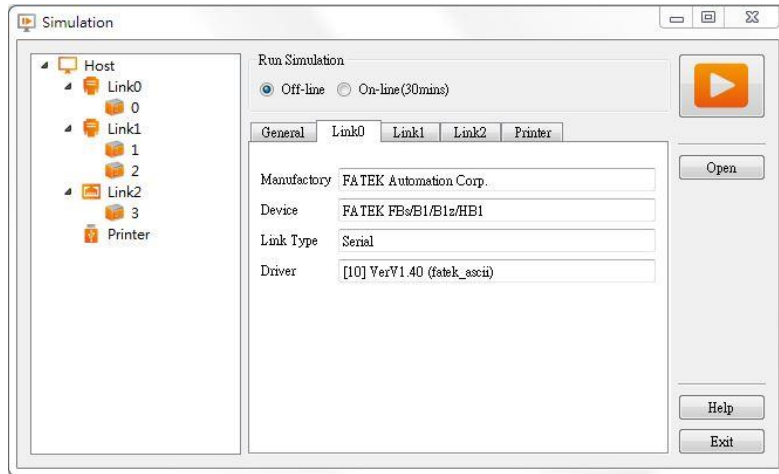 Simulation
Host
Link0
0
Link1
1
2
Link2
3
Printer
Run Simulation
Off-line On-line(30mins)
General Link0 Link1 Link2 Printer
Manufactory FATEK Automation Corp.
Device FATEK FBs/B1/B1z/HB1
Link Type Serial
Driver [10] VerV1.40 (fatek_ascii)
Open
Help
Exit